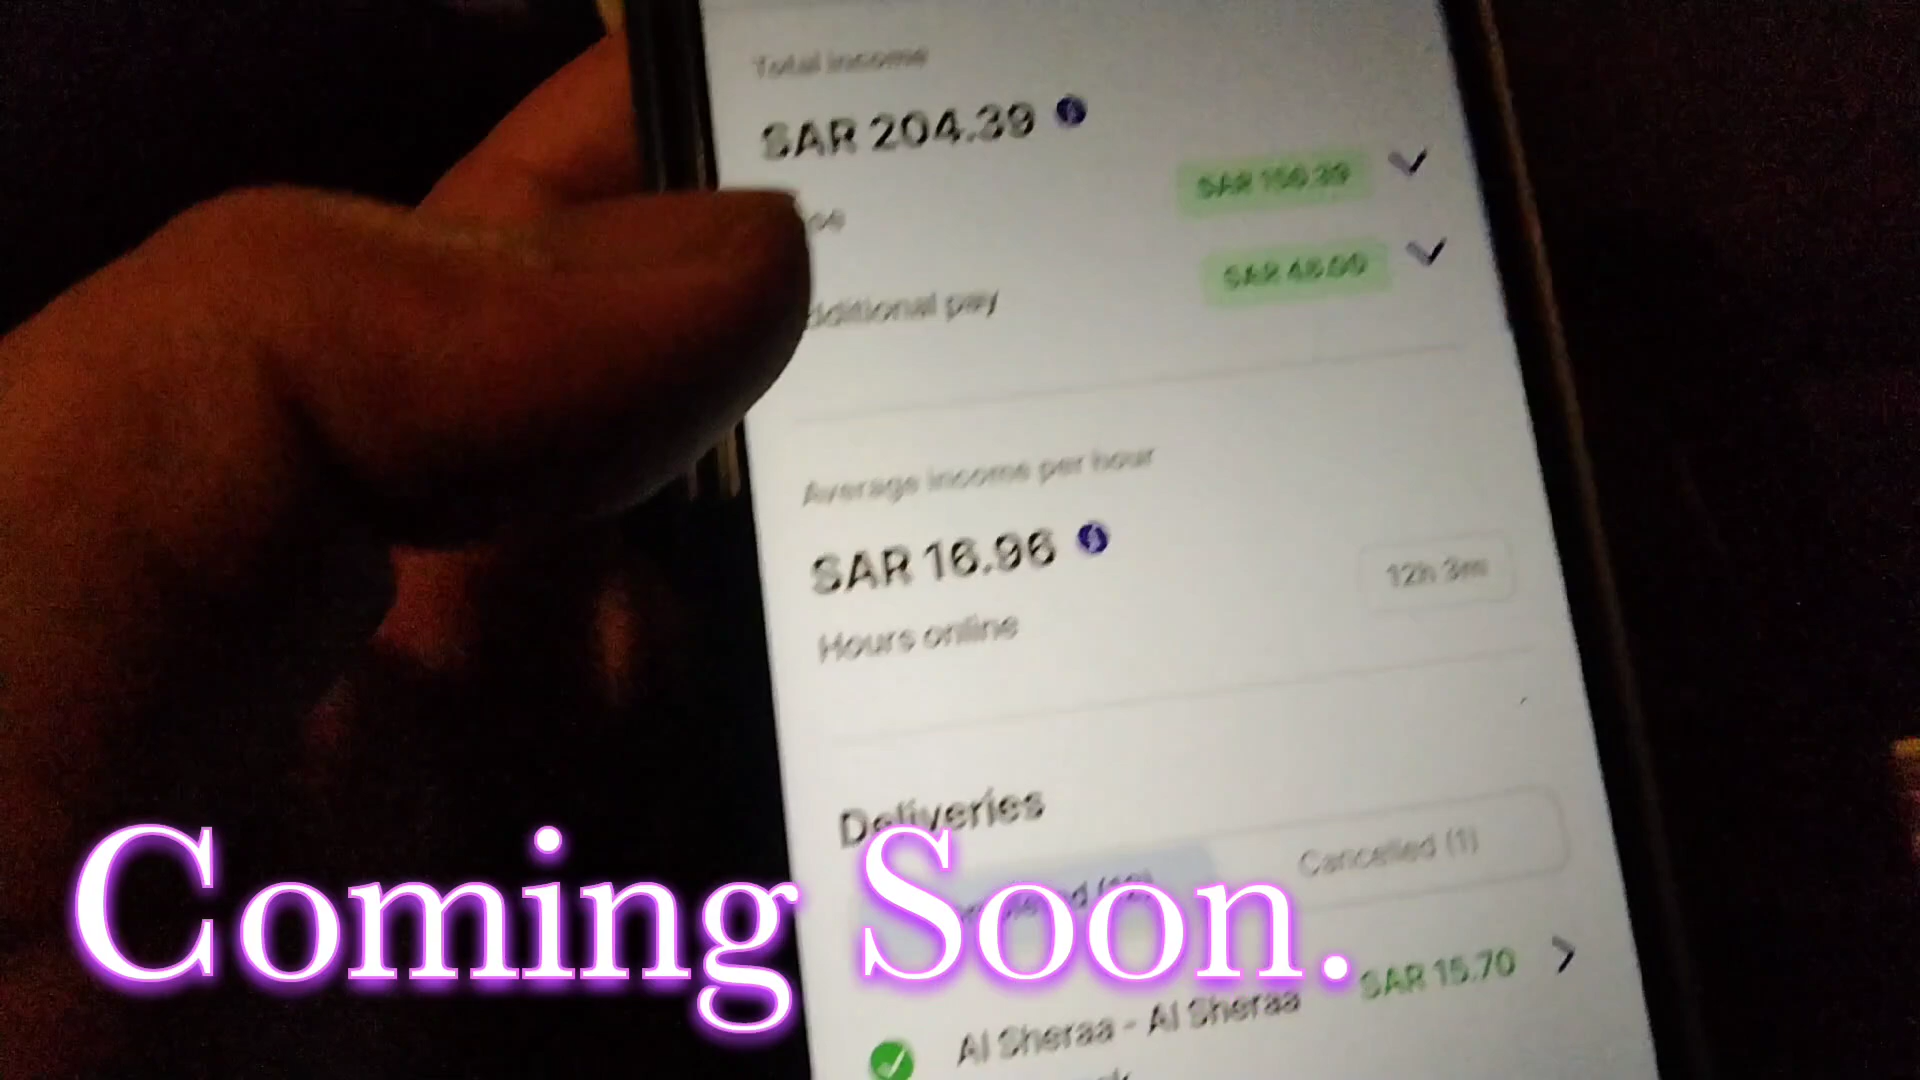 Total income
SAR 204.39
SAR 156.39
Additional pay
SAR 48.00
Average income per hour
SAR 16.96
12h 3m
Hours online
Deliveries
Cancelled (1)
Coming Soon.
SAR 15.70
Al Sheraa - Al Sheraa